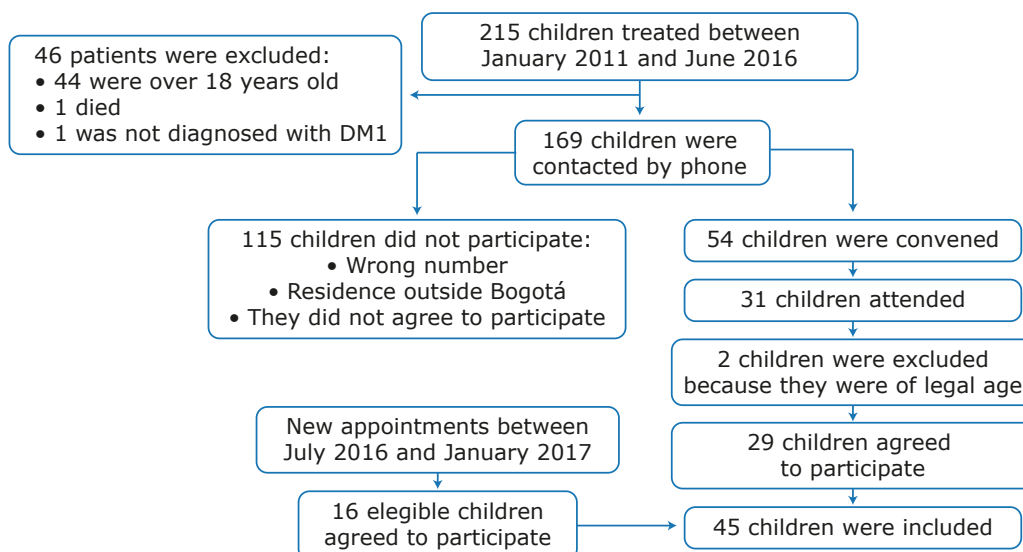 215 children treated between
January 2011 and June 2016
46 patients were excluded:
• 44 were over 18 years old
• 1 died
• 1 was not diagnosed with DM1
169 children were
contacted by phone
115 children did not participate:
• Wrong number
• Residence outside Bogotá
• They did not agree to participate
54 children were convened
31 children attended
2 children were excluded
because they were of legal age
29 children agreed
to participate
New appointments between
July 2016 and January 2017
16 elegible children
agreed to participate
45 children were included